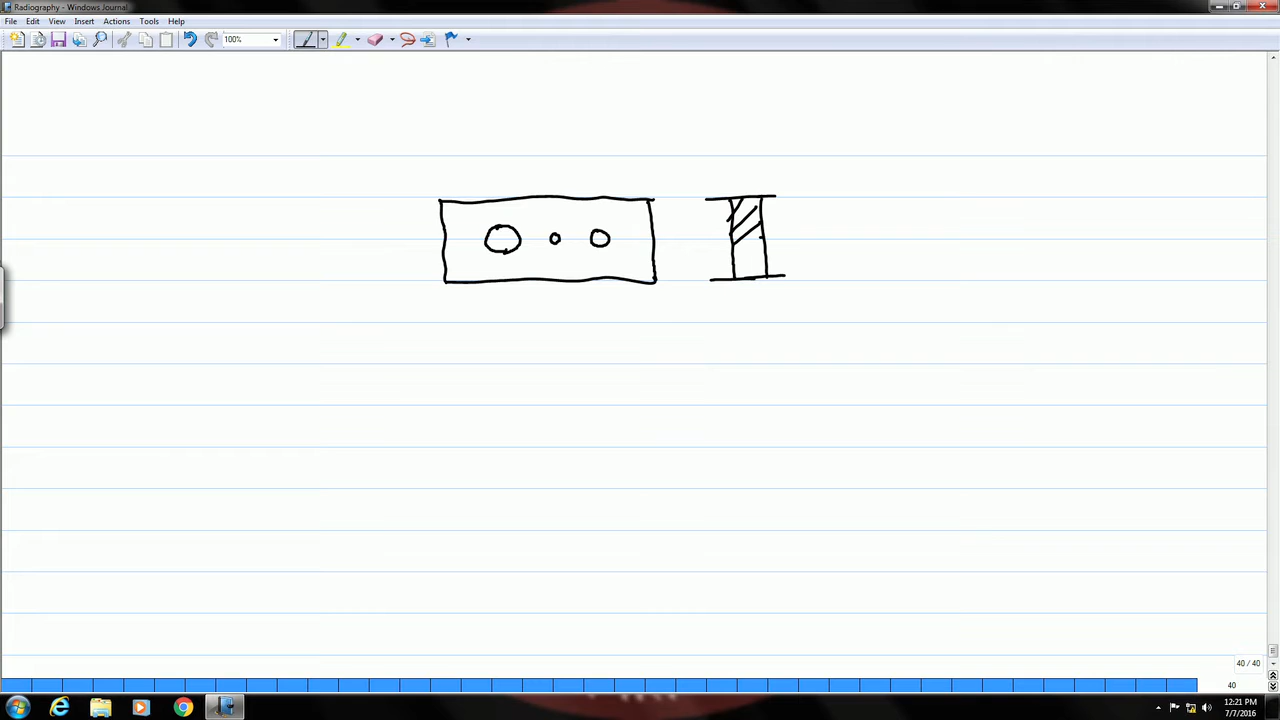 Radiography - Windows Journal
File Edit View Insert Actions Tools Help
100%
40 / 40
40
12:21 PM
7/7/2016